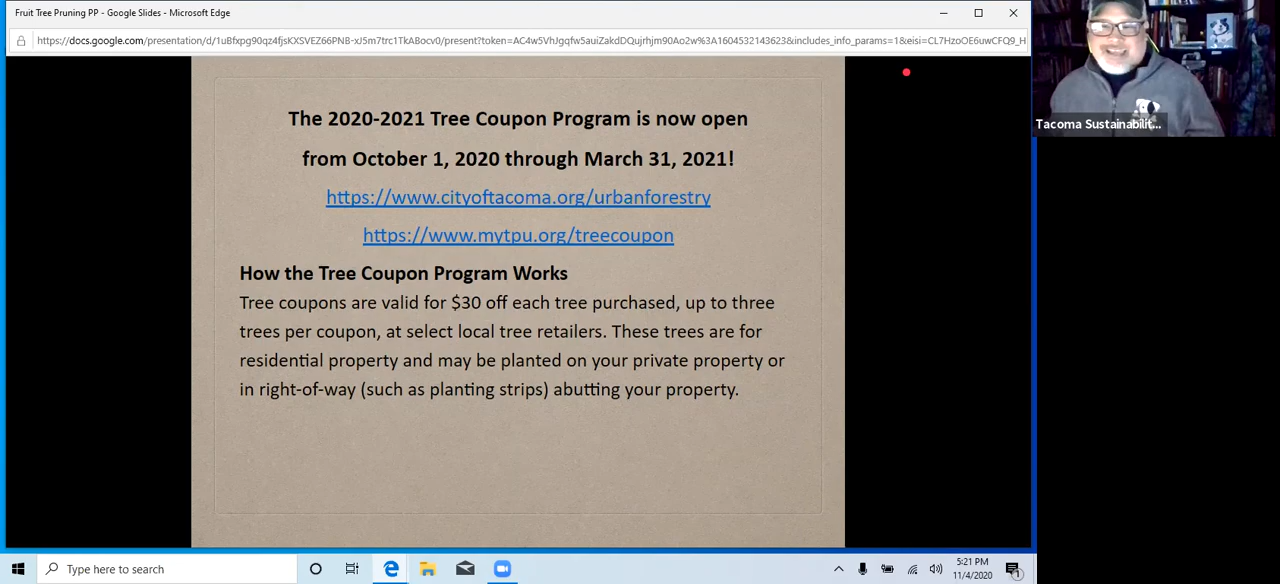 Fruit Tree Pruning PP - Google Slides - Microsoft Edge
https://docs.google.com/presentation/d/1uBfxpg90qz4fjsKXSVEZ66PNB-xJ5m7trc1TkABocv0/present?token=AC4w5VhJgqfw5auiZakdDQujrhjm90Ao2w%3A1604532143623&includes_info_params=1&eisi=CL7HzoOE6uwCFQ9_H
Tacoma Sustainabilit...
The 2020-2021 Tree Coupon Program is now open
from October 1, 2020 through March 31, 2021!
https://www.cityoftacoma.org/urbanforestry
https://www.mytpu.org/treecoupon
How the Tree Coupon Program Works
Tree coupons are valid for $30 off each tree purchased, up to three
trees per coupon, at select local tree retailers. These trees are for
residential property and may be planted on your private property or
in right-of-way (such as planting strips) abutting your property.
Type here to search
5:21 PM
11/4/2020
1